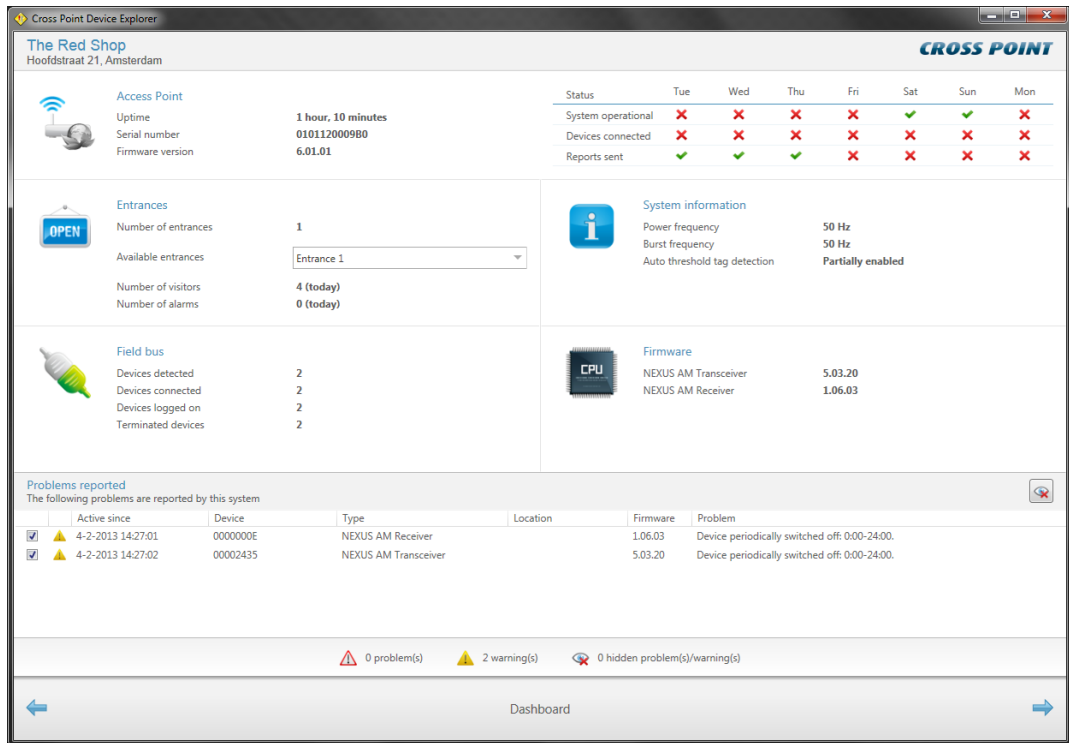 Cross Point Device Explorer
The Red Shop
Hoofdstraat 21, Amsterdam
CROSS POINT
Access Point
Uptime 1 hour, 10 minutes
Serial number 0101120009B0
Firmware version 6.01.01
Status Tue Wed Thu Fri Sat Sun Mon
System operational
Devices connected
Reports sent
OPEN
Entrances
Number of entrances 1
Available entrances Entrance 1
Number of visitors 4 (today)
Number of alarms 0 (today)
i
System information
Power frequency 50 Hz
Burst frequency 50 Hz
Auto threshold tag detection Partially enabled
Field bus
Devices detected 2
Devices connected 2
Devices logged on 2
Terminated devices 2
CPU
Firmware
NEXUS AM Transceiver 5.03.20
NEXUS AM Receiver 1.06.03
Problems reported
The following problems are reported by this system
Active since Device Type Location Firmware Problem
4-2-2013 14:27:01 0000000E NEXUS AM Receiver 1.06.03 Device periodically switched off: 0:00-24:00.
4-2-2013 14:27:02 00002435 NEXUS AM Transceiver 5.03.20 Device periodically switched off: 0:00-24:00.
0 problem(s) 2 warning(s) 0 hidden problem(s)/warning(s)
Dashboard